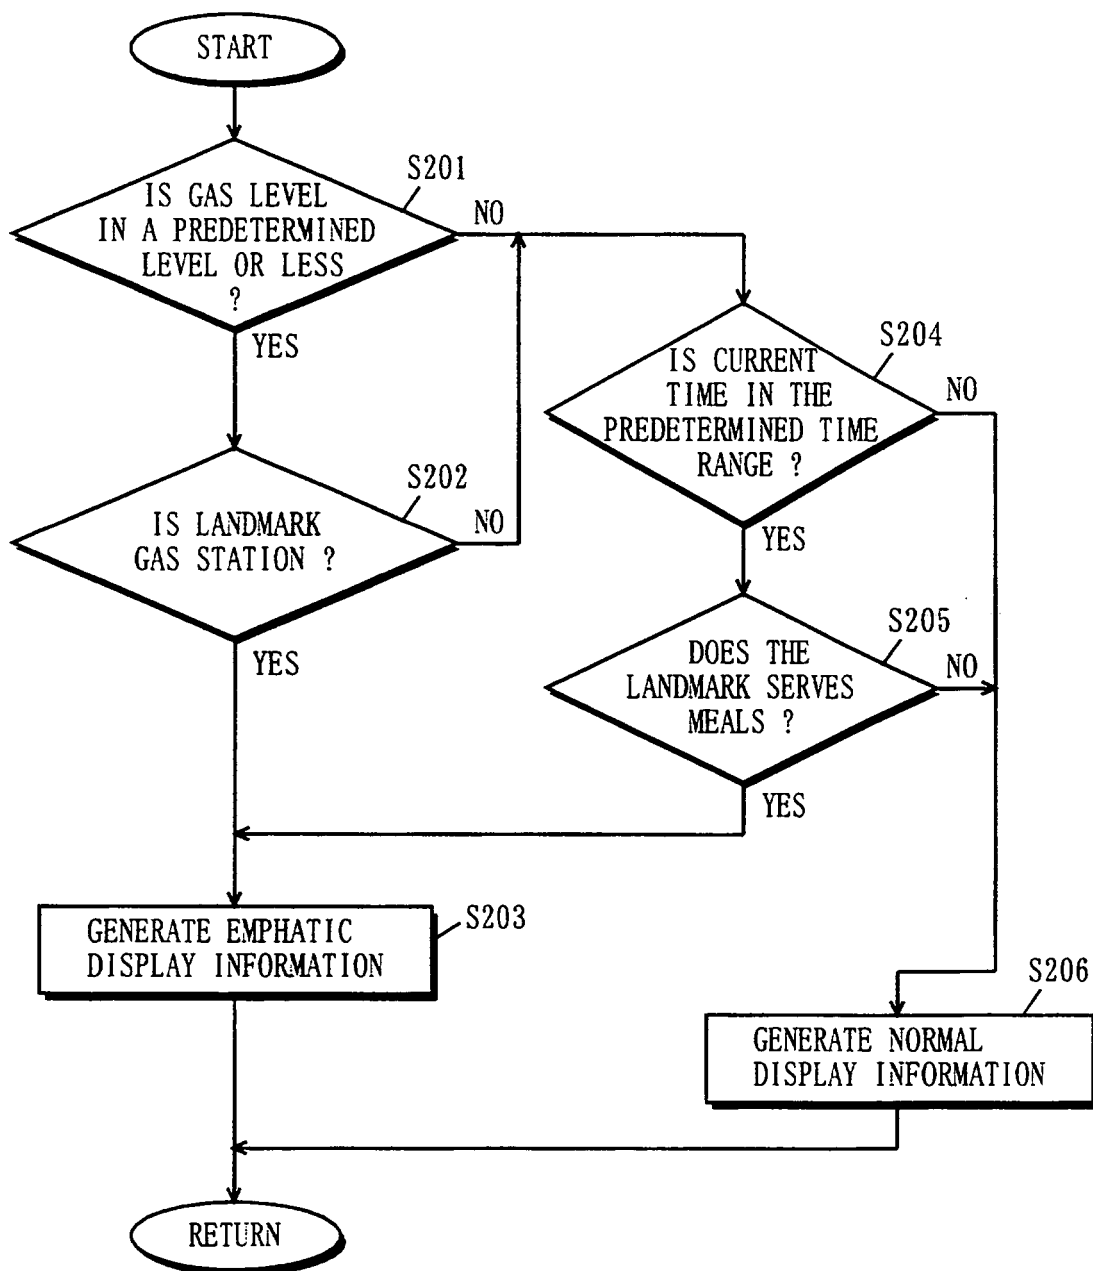 START
S201
IS GAS LEVEL
IN A PREDETERMINED
LEVEL OR LESS
?
NO
YES
S202
IS LANDMARK
GAS STATION ?
NO
YES
S204
IS CURRENT
TIME IN THE
PREDETERMINED TIME
RANGE ?
NO
YES
S205
DOES THE
LANDMARK SERVES
MEALS ?
NO
YES
S203
GENERATE EMPHATIC
DISPLAY INFORMATION
S206
GENERATE NORMAL
DISPLAY INFORMATION
RETURN